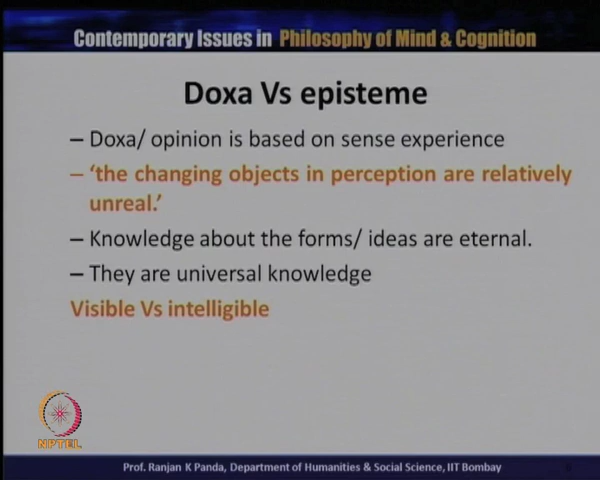 Contemporary Issues in Philosophy of Mind & Cognition
Doxa Vs episteme
– Doxa/ opinion is based on sense experience
– ‘the changing objects in perception are relatively
unreal.’
– Knowledge about the forms/ ideas are eternal.
– They are universal knowledge
Visible Vs intelligible
NPTEL
Prof. Ranjan K Panda, Department of Humanities & Social Science, IIT Bombay